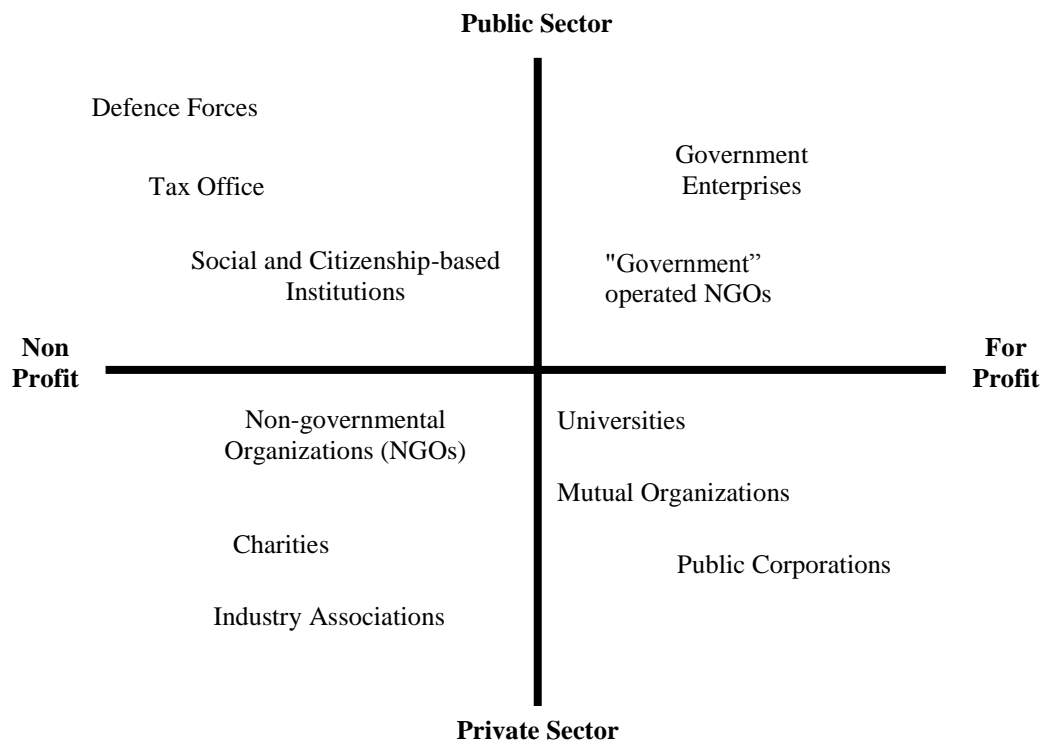 Public Sector
Defence Forces
Government
Enterprises
Tax Office
Social and Citizenship-based
Institutions
"Government”
operated NGOs
Non
Profit
For
Profit
Non-governmental
Organizations (NGOs)
Universities
Mutual Organizations
Charities
Public Corporations
Industry Associations
Private Sector